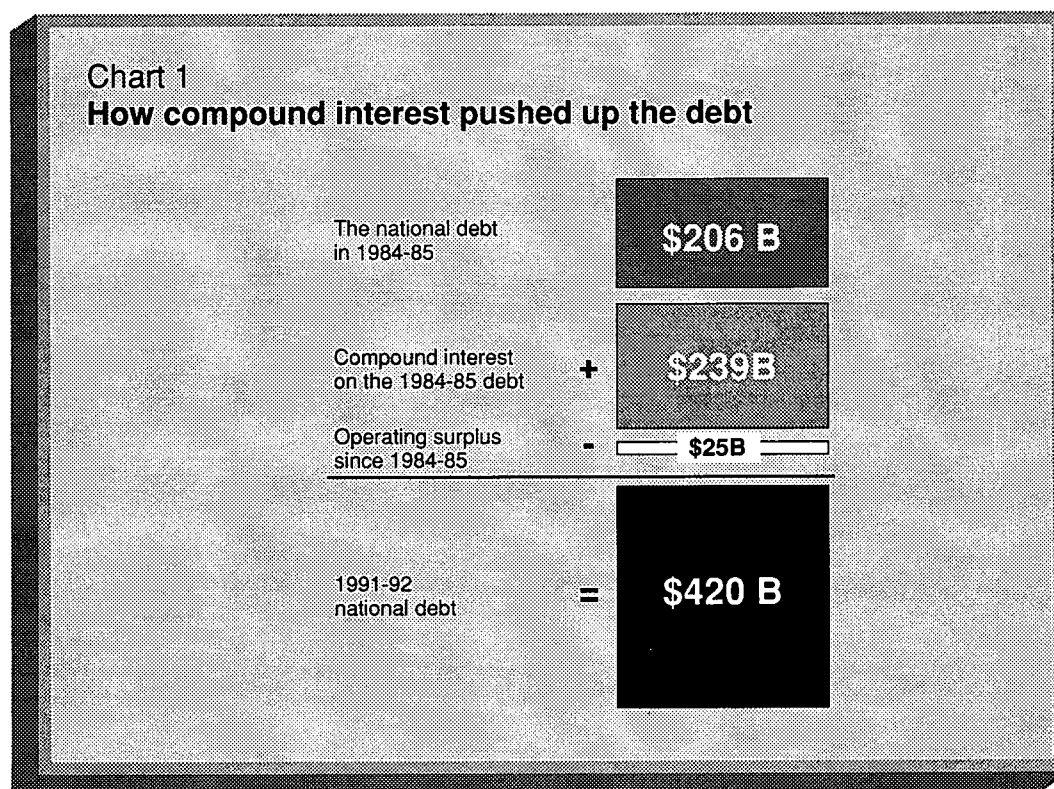 Chart 1
How compound interest pushed up the debt
The national debt
in 1984-85
$206 B
Compound interest
on the 1984-85 debt
+
$239B
Operating surplus
since 1984-85
-
$25B
1991-92
national debt
=
$420 B